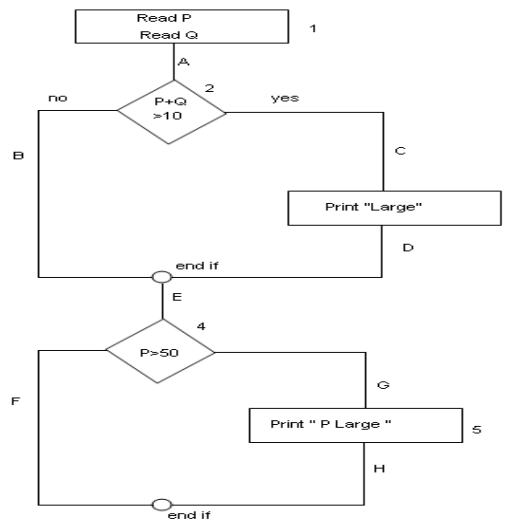 Read P
Read Q
1
A
2
no
P+Q
>10
yes
B
C
Print "Large"
D
end if
E
4
P>50
F
G
Print " P Large "
5
H
end if